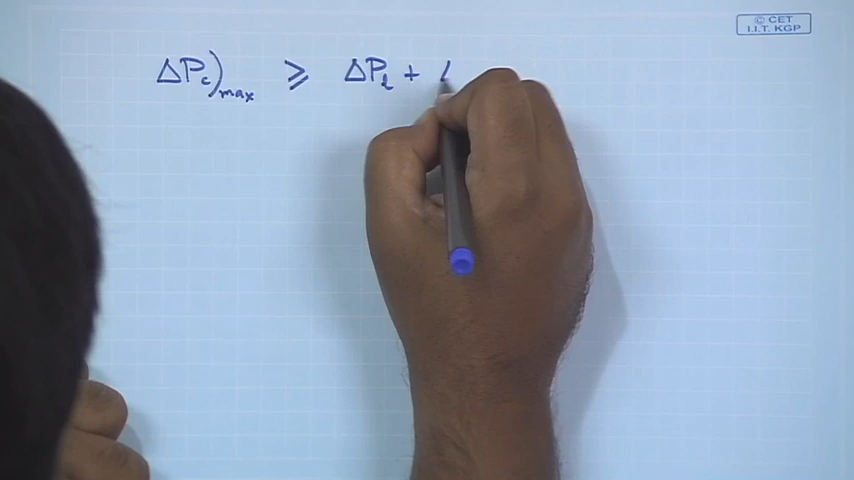 © CET
I.I.T. KGP
ΔPc)max ≥ ΔPl +